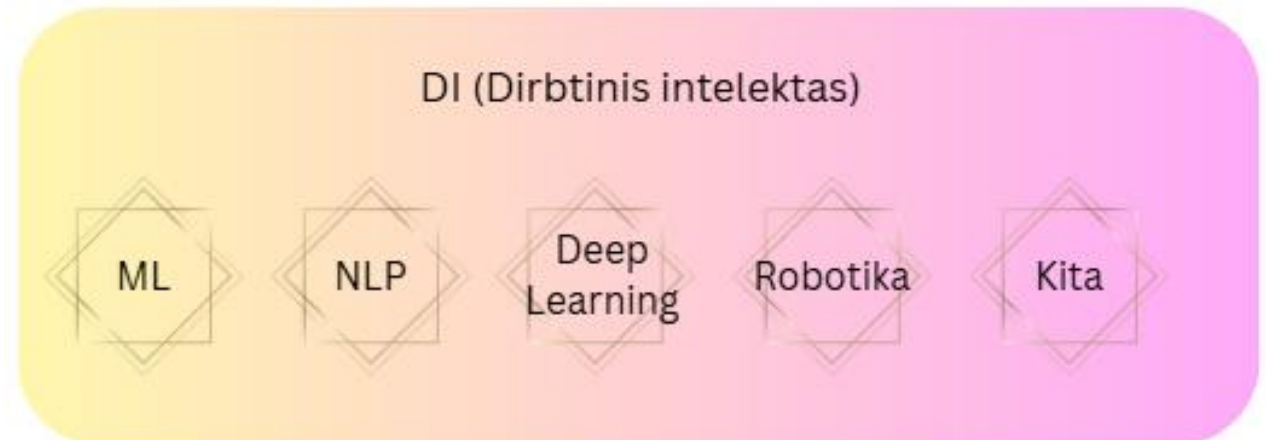 DI (Dirbtinis intelektas)
ML
NLP
Deep
Learning
Robotika
Kita